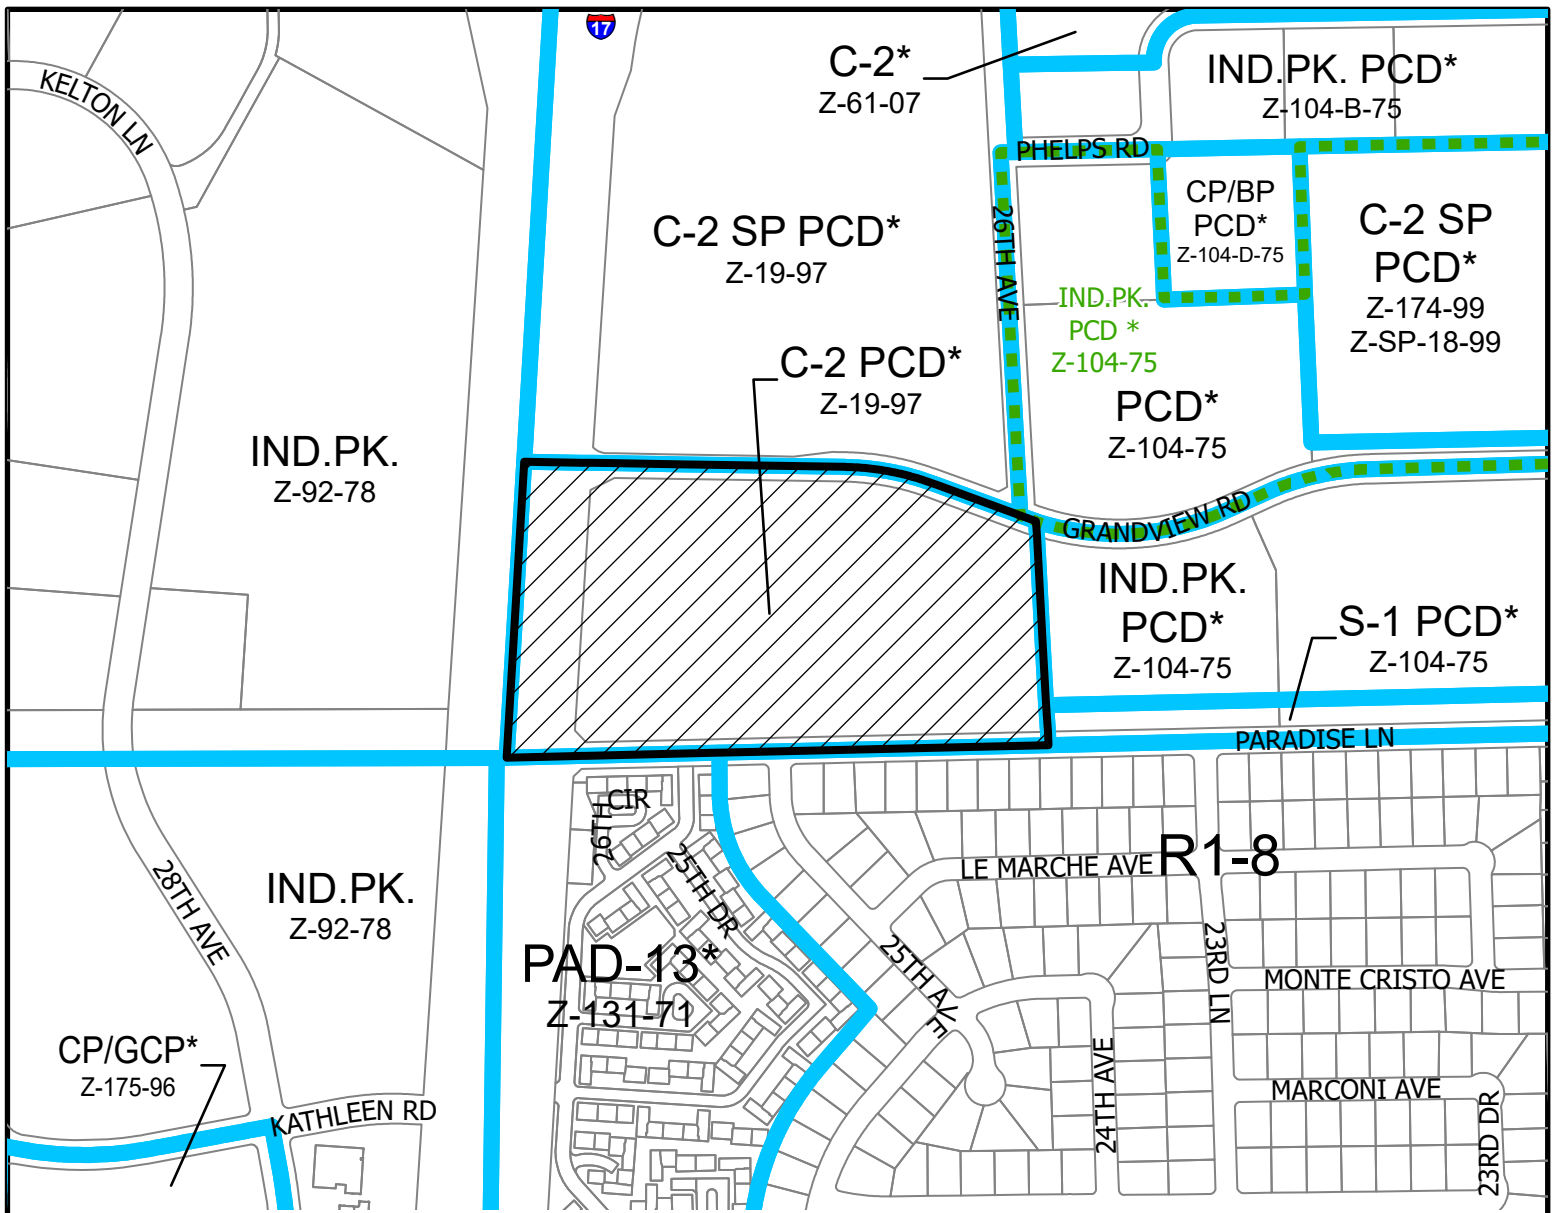 17
C-2*
Z-61-07
IND.PK. PCD*
Z-104-B-75
KELTON LN
PHELPS RD
CP/BP
PCD*
Z-104-D-75
C-2 SP
PCD*
Z-174-99
Z-SP-18-99
C-2 SP PCD*
Z-19-97
26TH AVE
IND.PK.
PCD *
Z-104-75
C-2 PCD*
Z-19-97
PCD*
Z-104-75
IND.PK.
Z-92-78
GRANDVIEW RD
IND.PK.
PCD*
Z-104-75
S-1 PCD*
Z-104-75
PARADISE LN
26TH
CIR
25TH DR
LE MARCHE AVE
R1-8
28TH AVE
IND.PK.
Z-92-78
PAD-13*
Z-131-71
25TH AVE
23RD LN
MONTE CRISTO AVE
CP/GCP*
Z-175-96
24TH AVE
MARCONI AVE
KATHLEEN RD
23RD DR